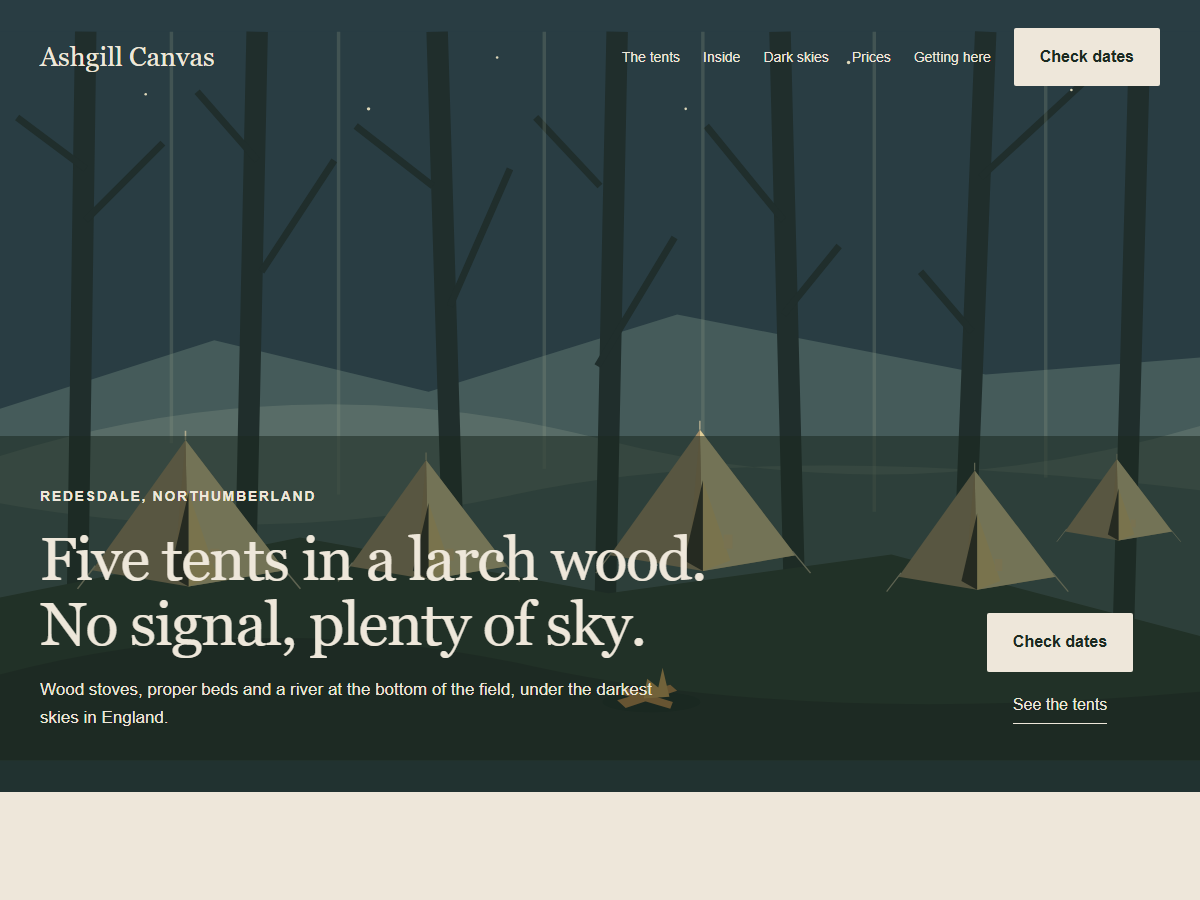 Ashgill Canvas
The tents
Inside
Dark skies
Prices
Getting here
Check dates
REDESDALE, NORTHUMBERLAND
Five tents in a larch wood.
No signal, plenty of sky.
Wood stoves, proper beds and a river at the bottom of the field, under the darkest
skies in England.
Check dates
See the tents